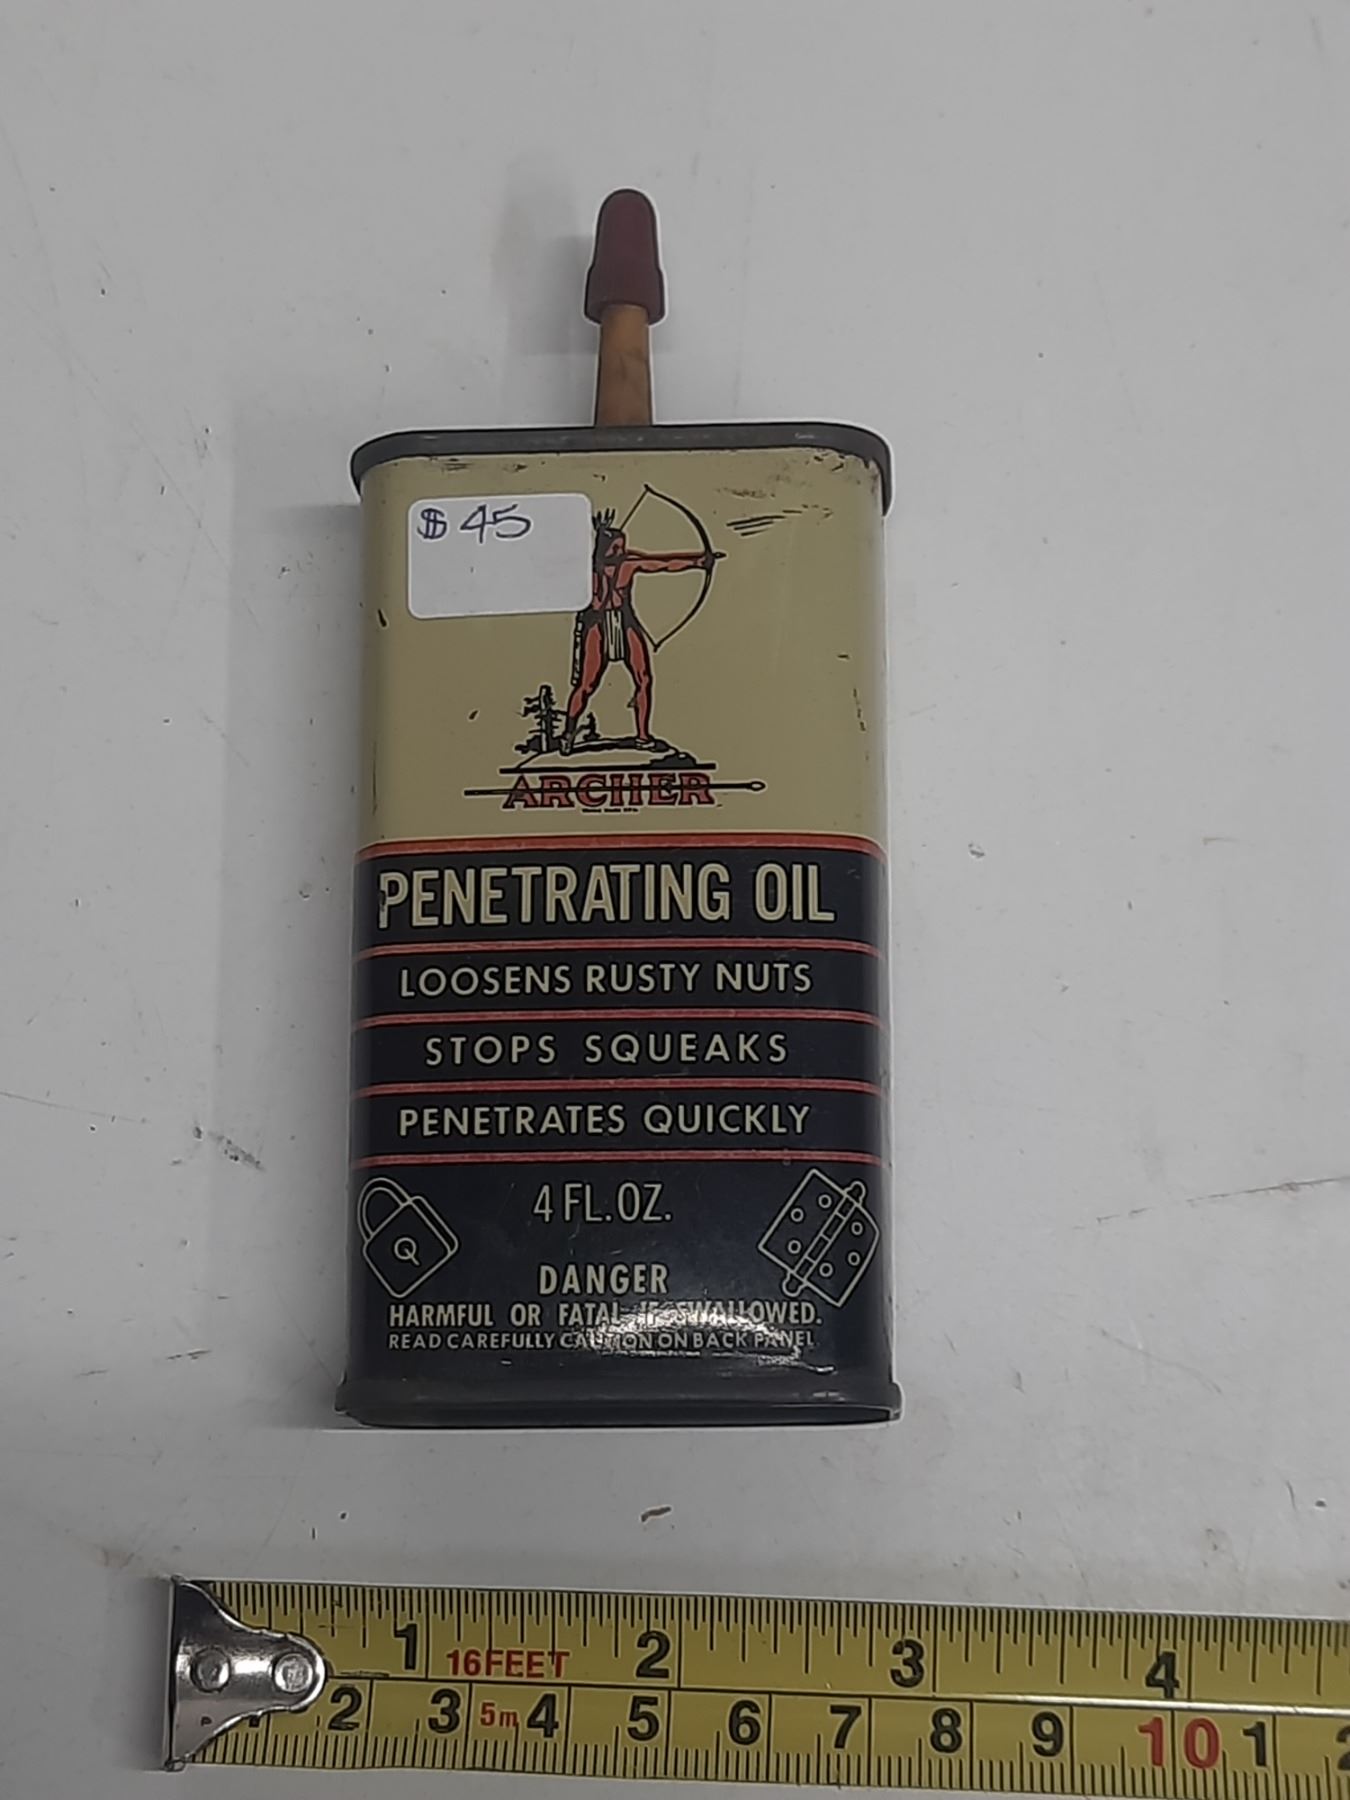 $45
ARCHER
PENETRATING OIL
LOOSENS RUSTY NUTS
STOPS SQUEAKS
PENETRATES QUICKLY
4 FL. OZ.
DANGER
HARMFUL OR FATAL IF SWALLOWED.
READ CAREFULLY CAUTION ON BACK PANEL
1 16FEET 2 3 4
1 2 3 5m 4 5 6 7 8 9 10 1 2